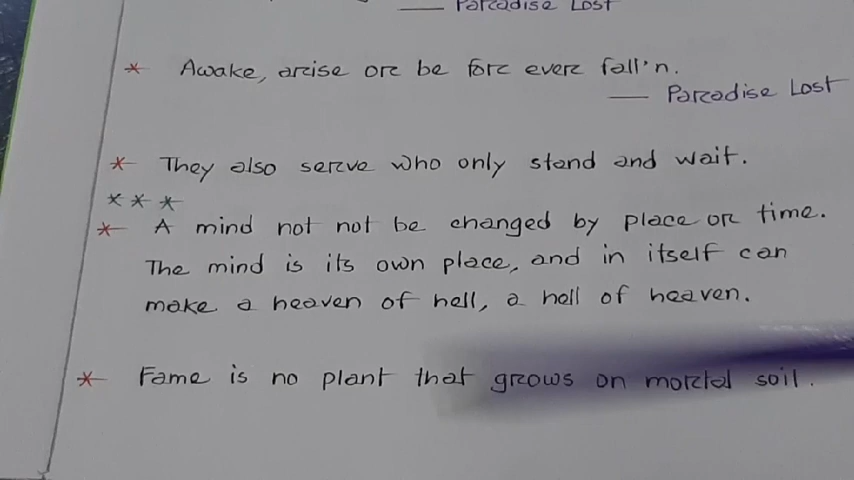 — Paradise Lost
* Awake, arise or be for ever fall'n.
— Paradise Lost
* They also serve who only stand and wait.
* * *
* A mind not not be changed by place or time.
The mind is its own place, and in itself can
make a heaven of hell, a hell of heaven.
* Fame is no plant that grows on mortal soil.